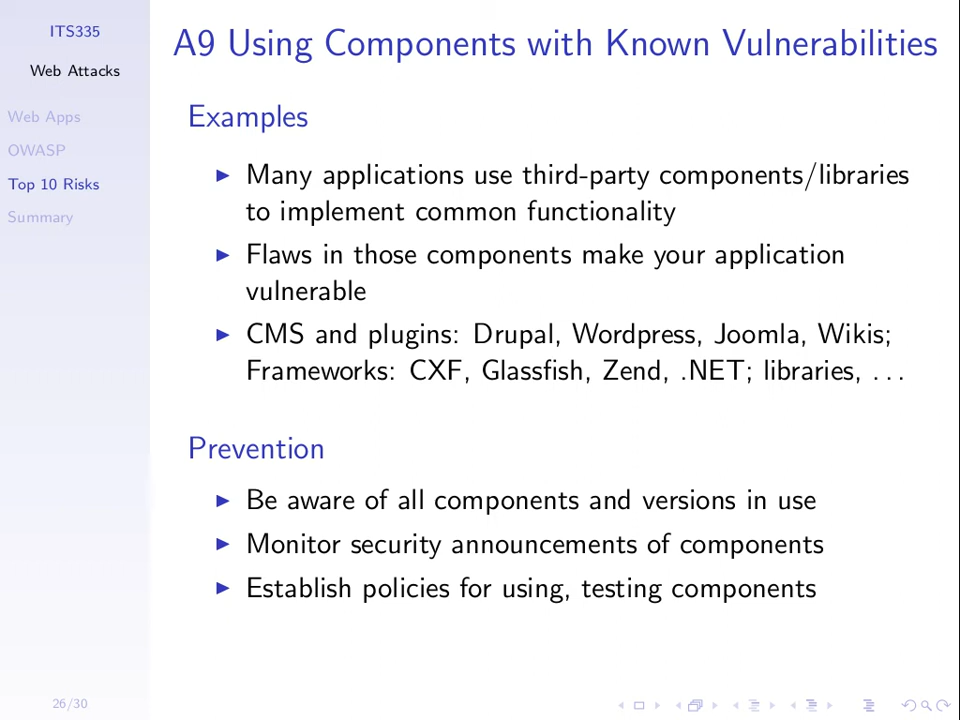 ITS335
Web Attacks
Web Apps
OWASP
Top 10 Risks
Summary
A9 Using Components with Known Vulnerabilities
Examples
Many applications use third-party components/libraries
to implement common functionality
Flaws in those components make your application
vulnerable
CMS and plugins: Drupal, Wordpress, Joomla, Wikis;
Frameworks: CXF, Glassfish, Zend, .NET; libraries, ...
Prevention
Be aware of all components and versions in use
Monitor security announcements of components
Establish policies for using, testing components
26/30